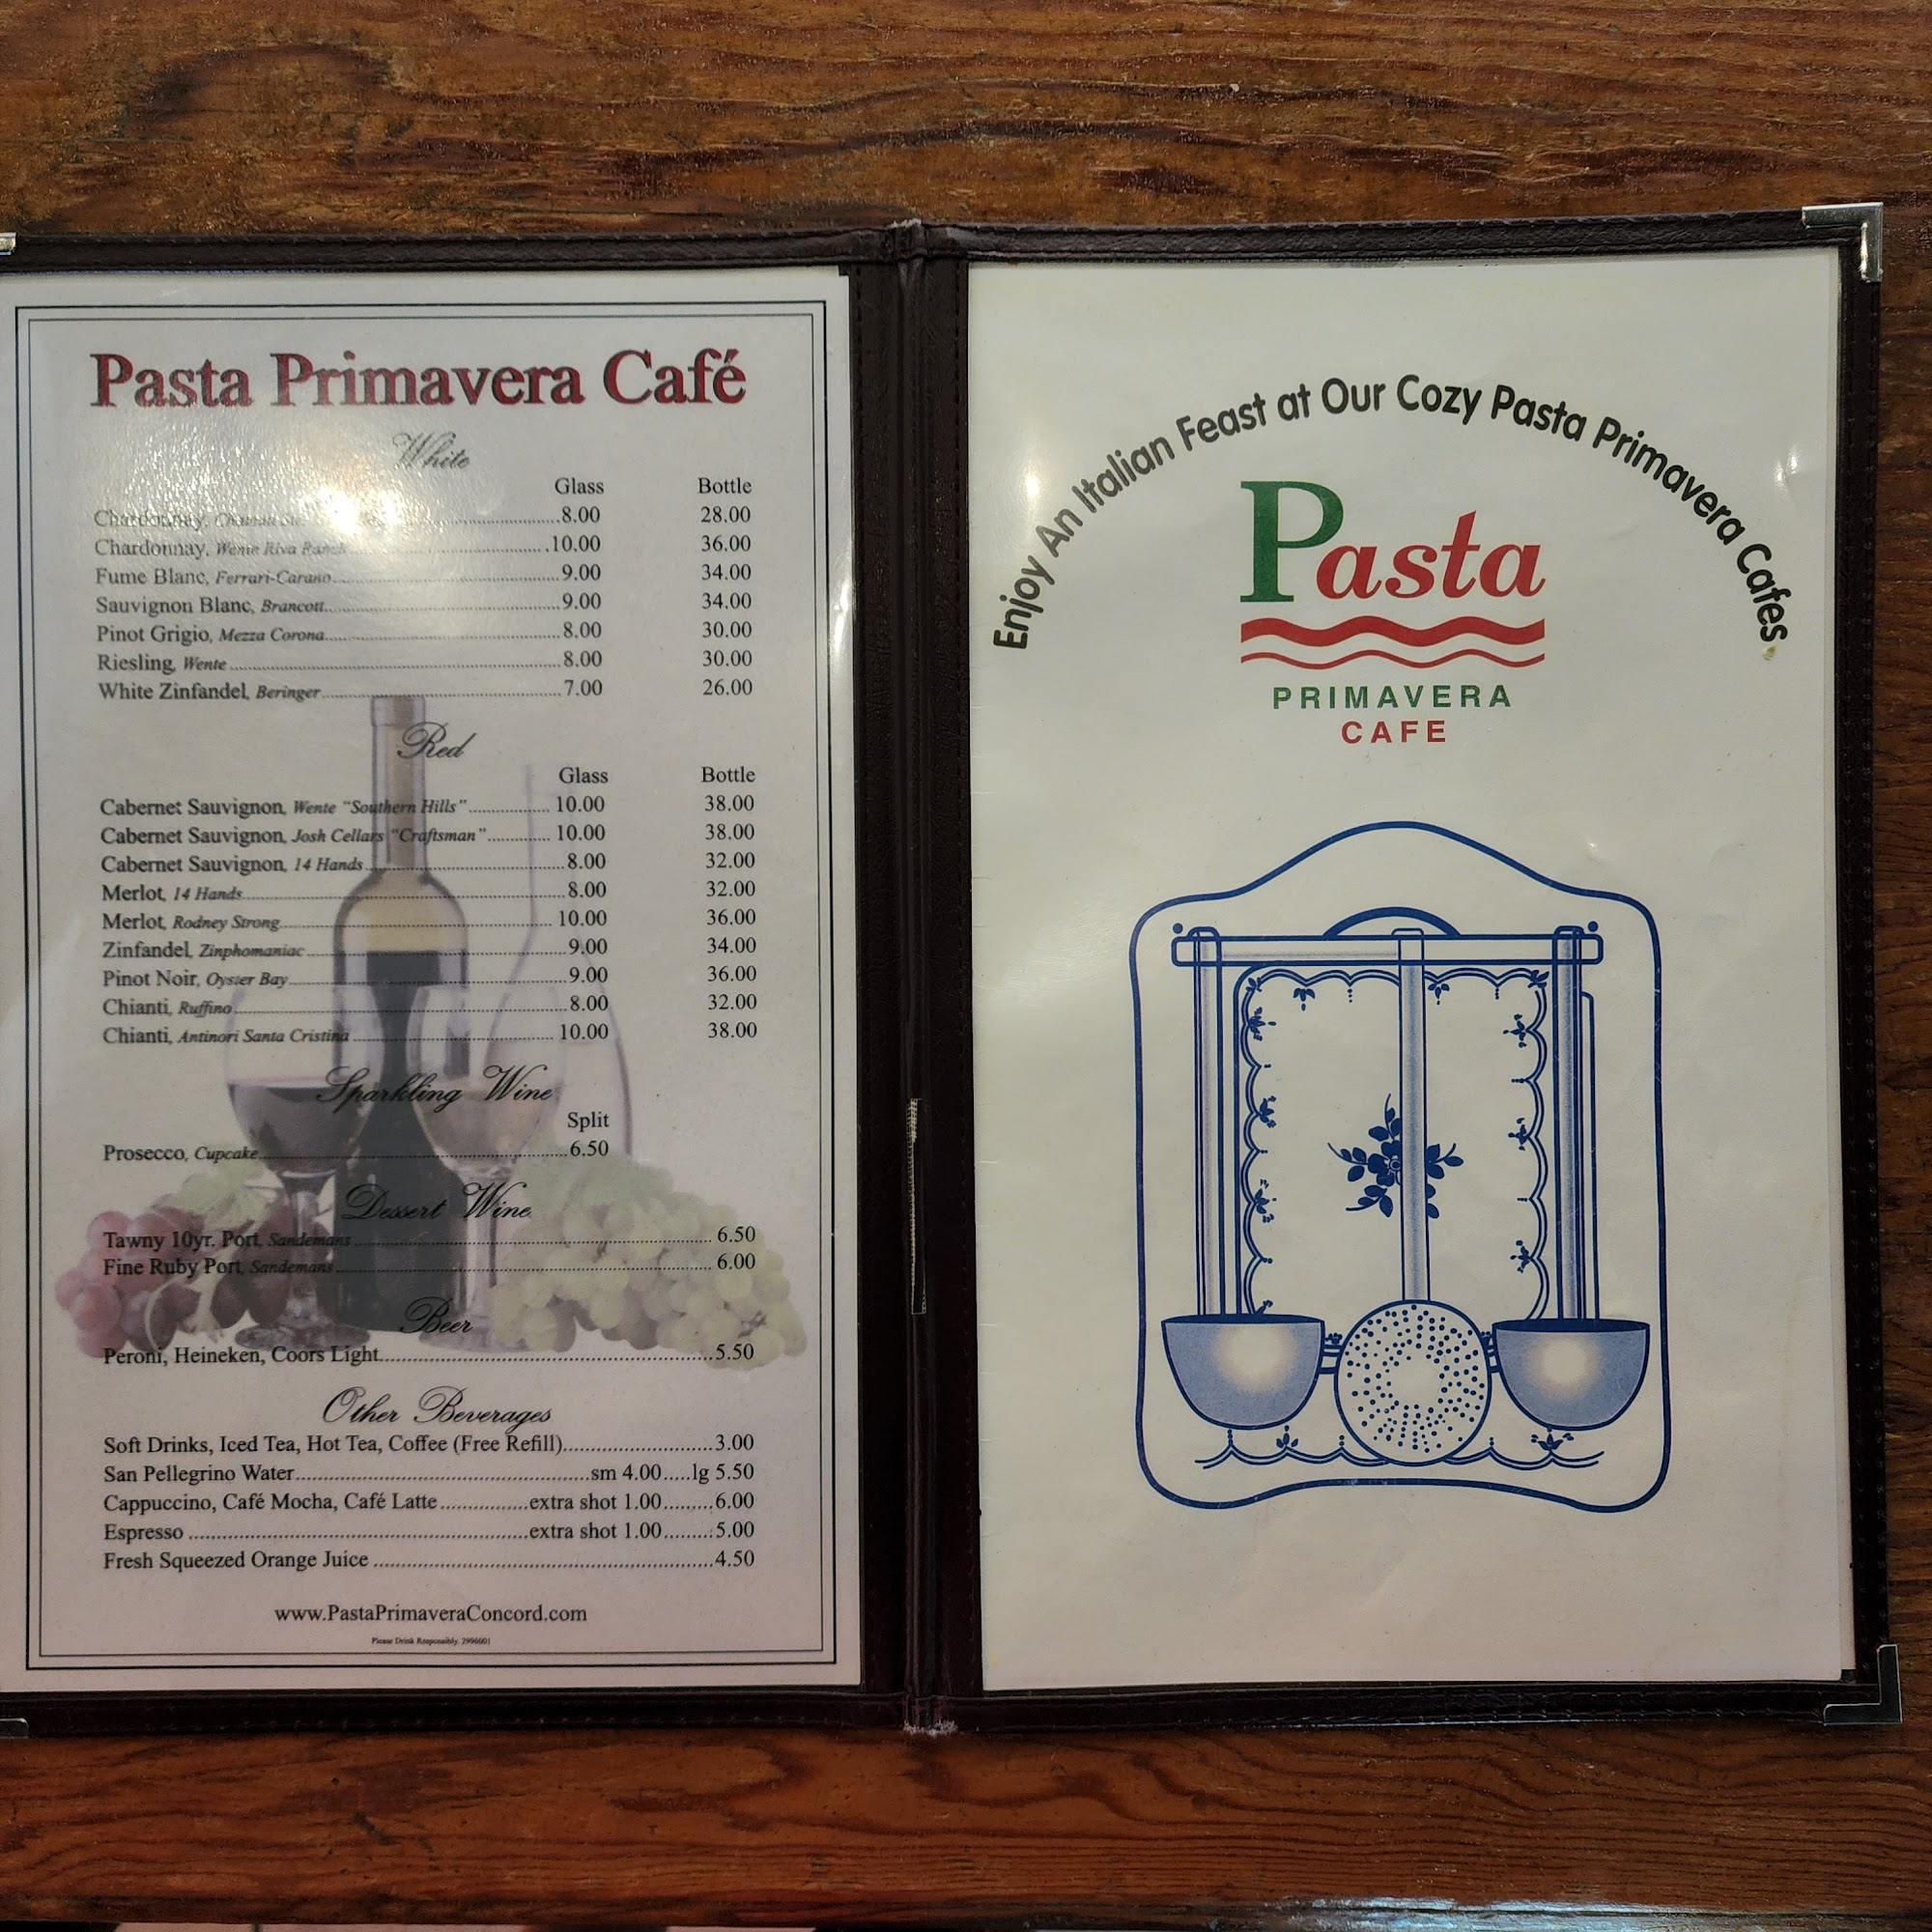 Pasta Primavera Café
White
Glass Bottle
Chardonnay, 8.00 28.00
Chardonnay, Wente Riva Ranch 10.00 36.00
Fume Blanc, Ferrari-Carano 9.00 34.00
Sauvignon Blanc, Brancott 9.00 34.00
Pinot Grigio, Mezza Corona 8.00 30.00
Riesling, Wente 8.00 30.00
White Zinfandel, Beringer 7.00 26.00
Red
Glass Bottle
Cabernet Sauvignon, Wente “Southern Hills” 10.00 38.00
Cabernet Sauvignon, Josh Cellars “Craftsman” 10.00 38.00
Cabernet Sauvignon, 14 Hands 8.00 32.00
Merlot, 14 Hands 8.00 32.00
Merlot, Rodney Strong 10.00 36.00
Zinfandel, Zinphomaniac 9.00 34.00
Pinot Noir, Oyster Bay 9.00 36.00
Chianti, Ruffino 8.00 32.00
Chianti, Antinori Santa Cristina 10.00 38.00
Sparkling Wine
Split
Prosecco, Cupcake 6.50
Dessert Wine
Tawny 10yr. Port, Sandemans 6.50
Fine Ruby Port, Sandemans 6.00
Beer
Peroni, Heineken, Coors Light 5.50
Other Beverages
Soft Drinks, Iced Tea, Hot Tea, Coffee (Free Refill) 3.00
San Pellegrino Water sm 4.00 lg 5.50
Cappuccino, Café Mocha, Café Latte extra shot 1.00 6.00
Espresso extra shot 1.00 5.00
Fresh Squeezed Orange Juice 4.50
www.PastaPrimaveraConcord.com
Please Drink Responsibly. 2996001
Enjoy An Italian Feast at Our Cozy Pasta Primavera Cafes
Pasta
PRIMAVERA
CAFE